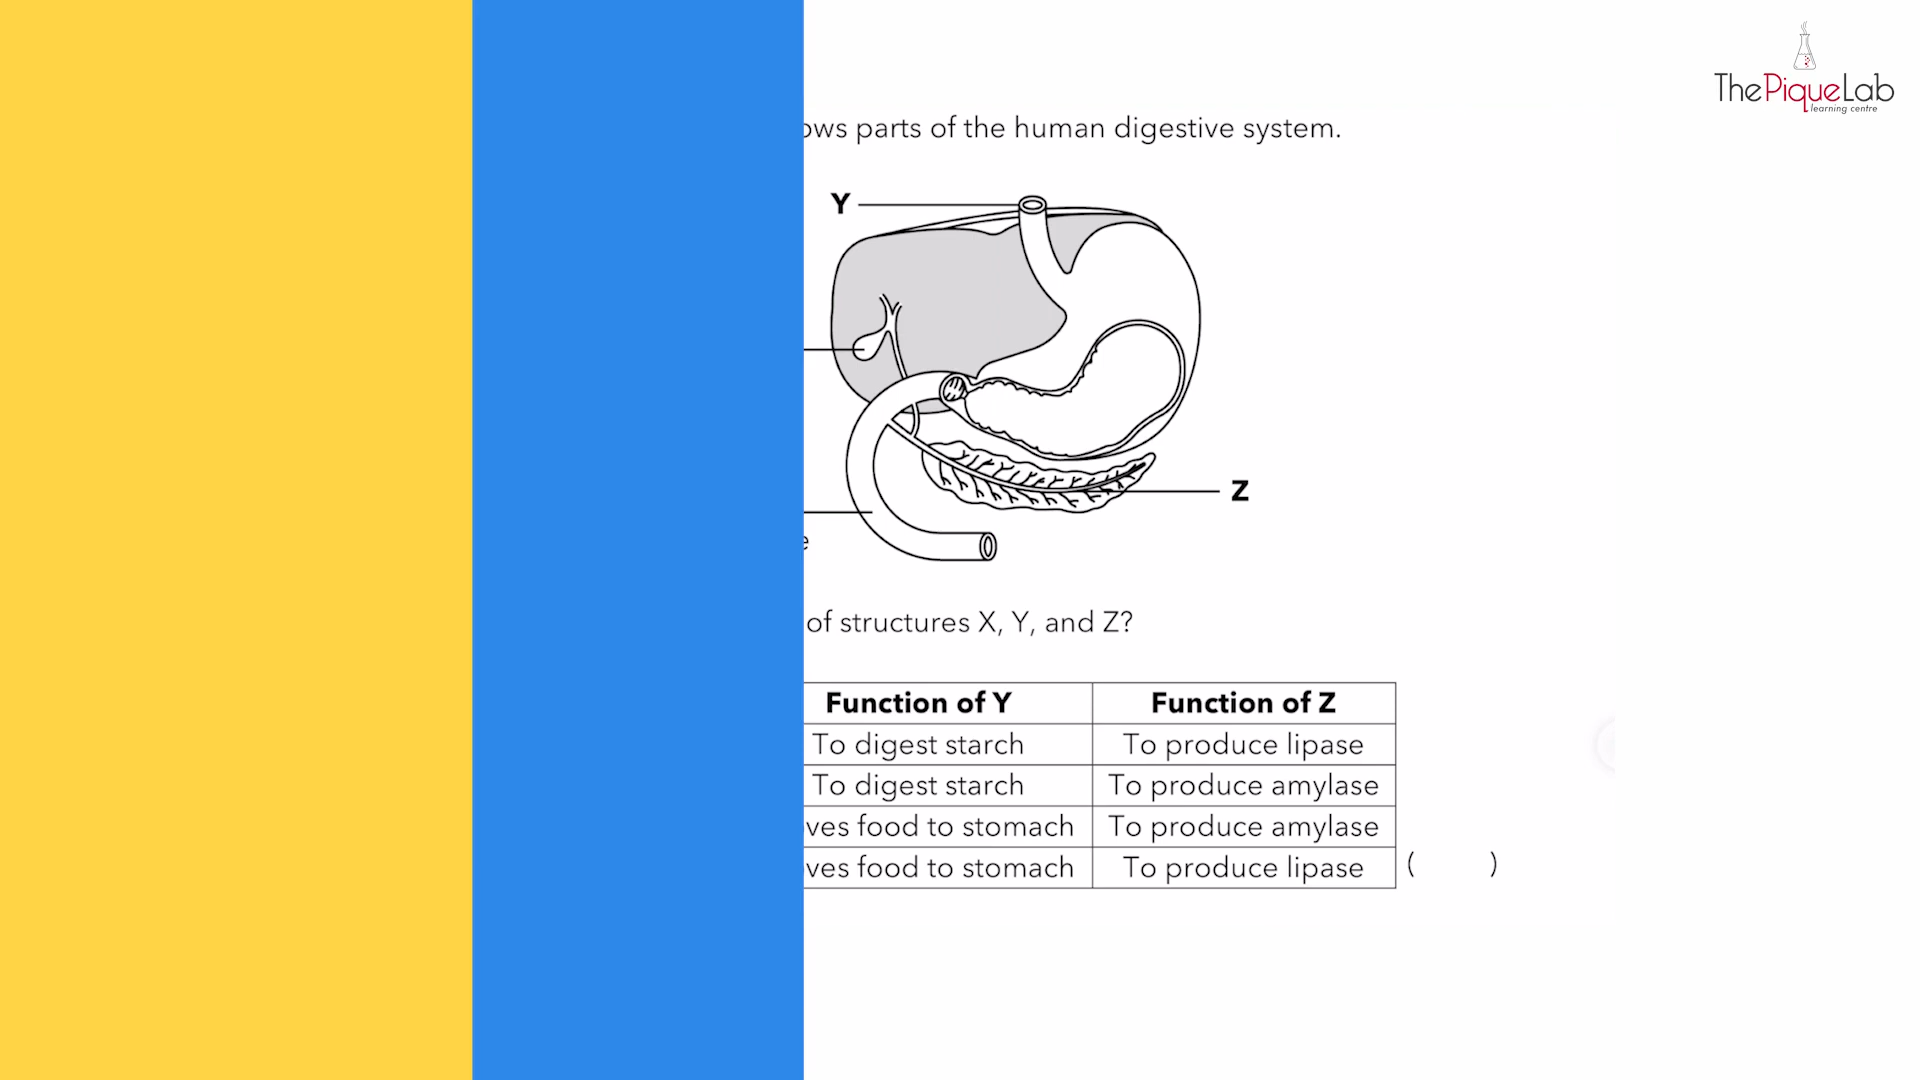 ThePiqueLab
learning centre
ows parts of the human digestive system.
Y
Z
e
of structures X, Y, and Z?
Function of Y Function of Z
To digest starch To produce lipase
To digest starch To produce amylase
ves food to stomach To produce amylase
ves food to stomach To produce lipase ( )